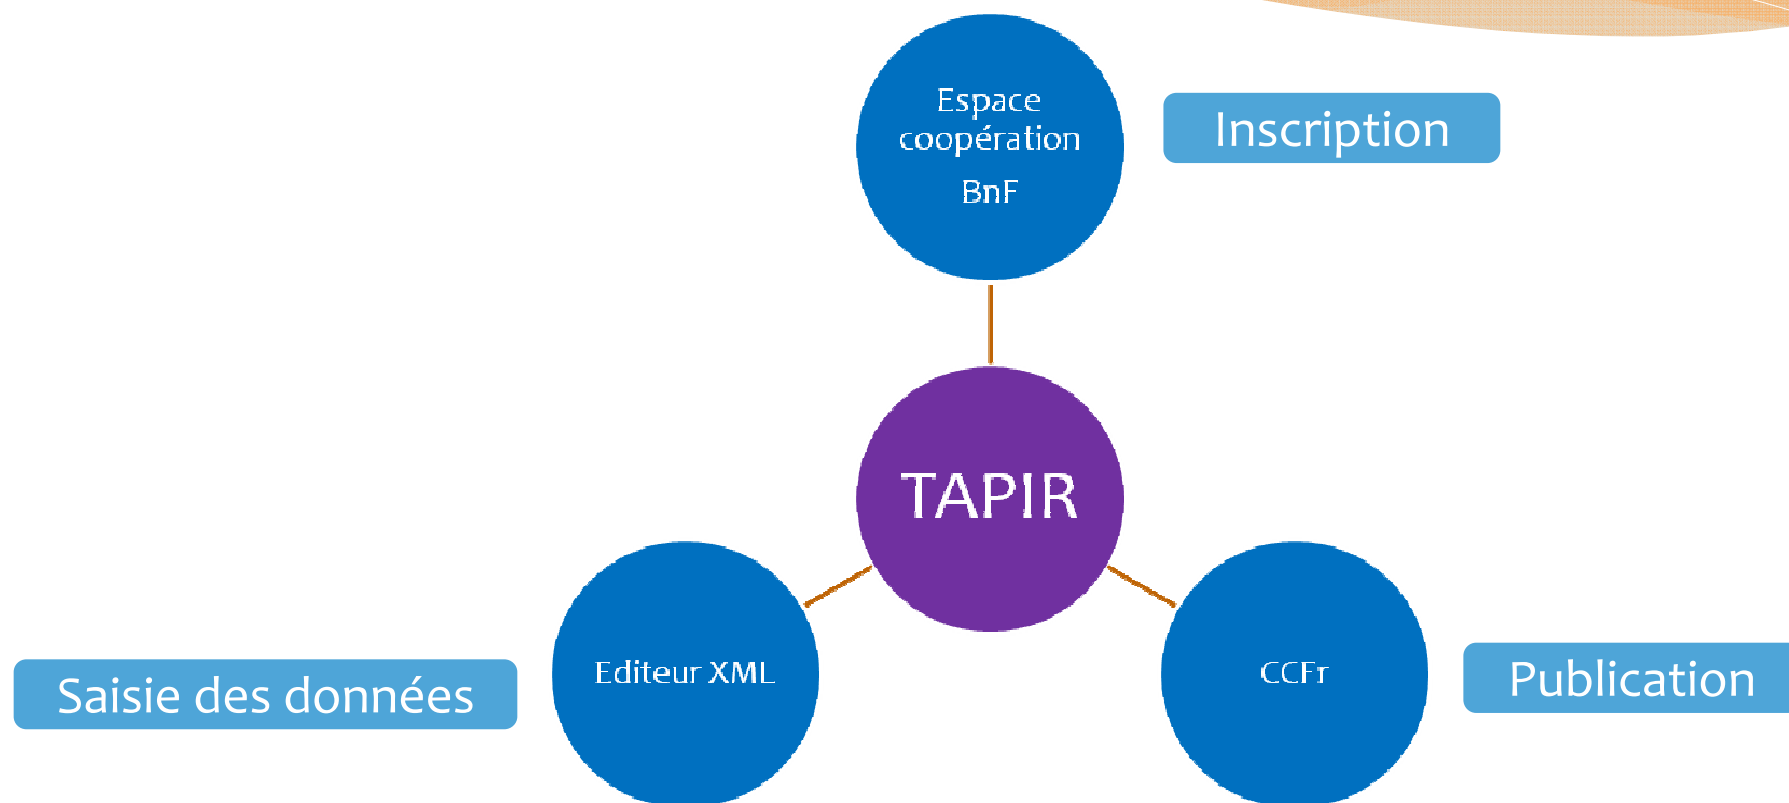 Espace
coopération
BnF
Inscription
TAPIR
Saisie des données
Editeur XML
CCFr
Publication